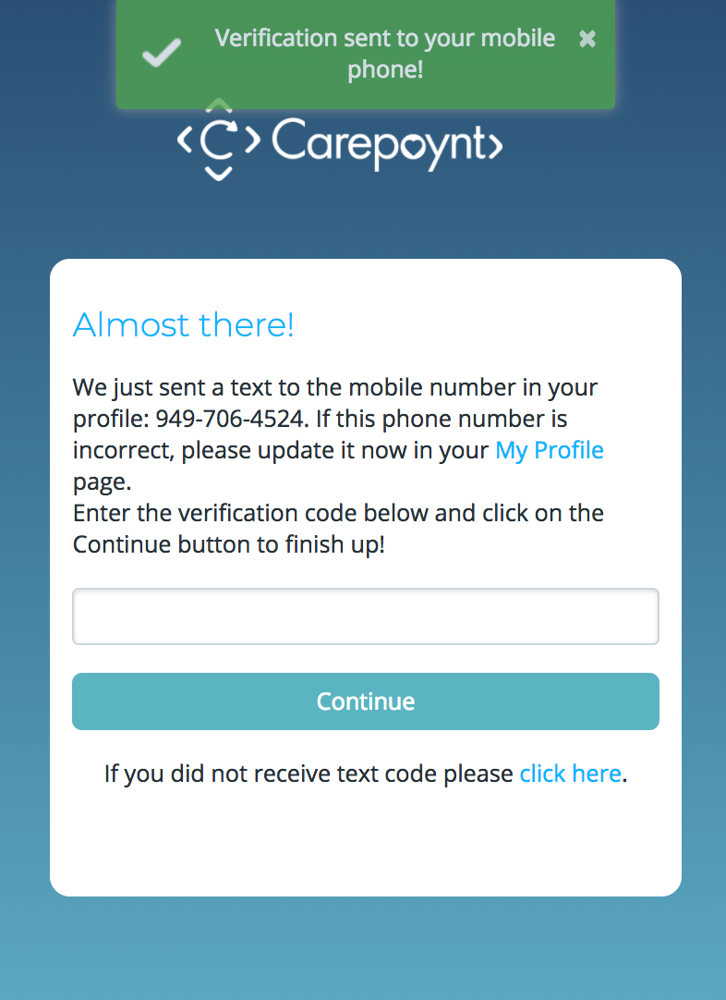 Verification sent to your mobile
phone!
Carepoynt
Almost there!
We just sent a text to the mobile number in your
profile: 949-706-4524. If this phone number is
incorrect, please update it now in your My Profile
page.
Enter the verification code below and click on the
Continue button to finish up!
Continue
If you did not receive text code please click here.